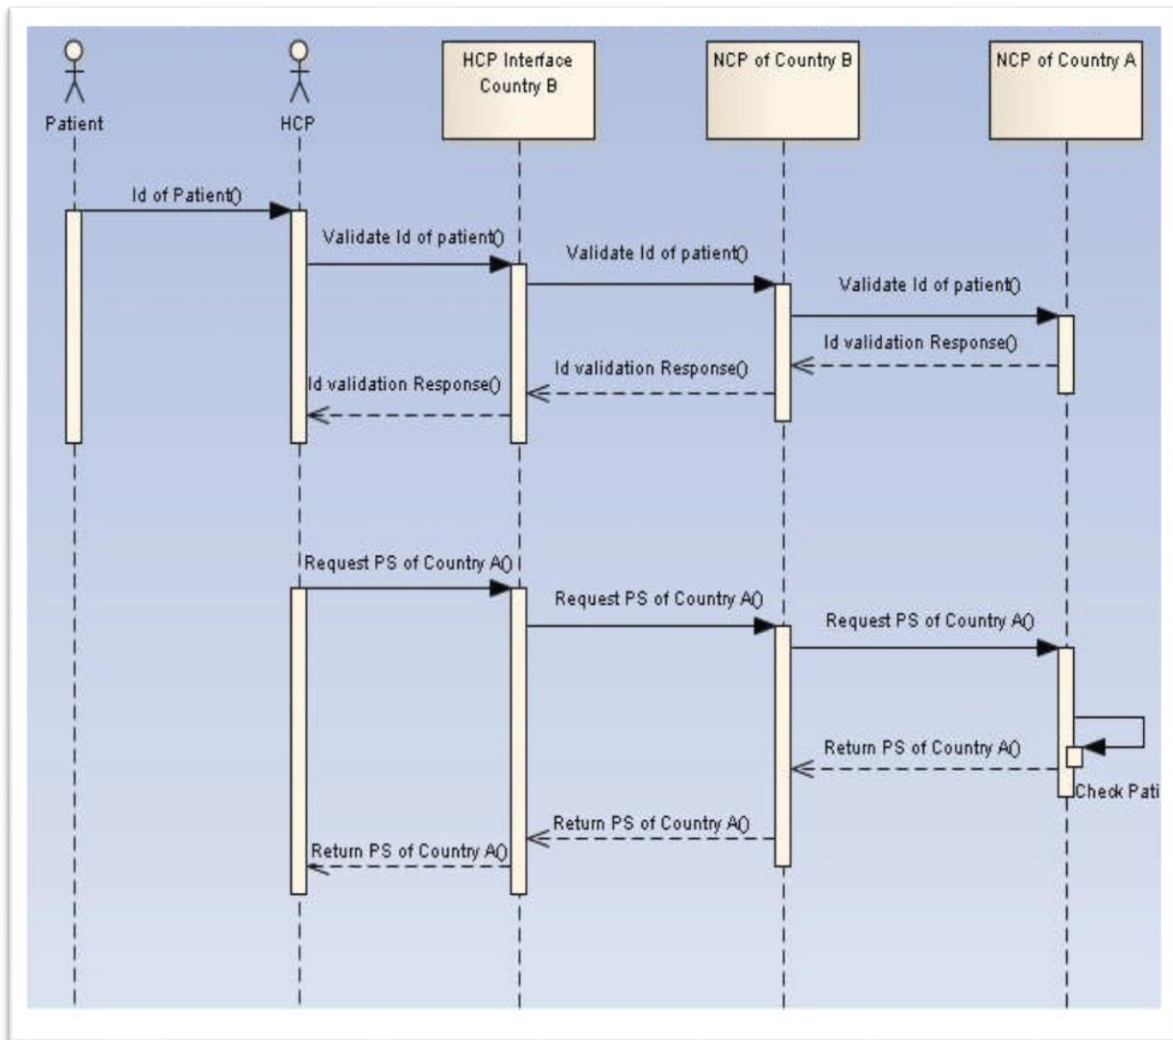 Patient
HCP
HCP Interface
Country B
NCP of Country B
NCP of Country A
Id of Patient()
Validate Id of patient()
Validate Id of patient()
Validate Id of patient()
Id validation Response()
Id validation Response()
Id validation Response()
Request PS of Country A()
Request PS of Country A()
Request PS of Country A()
Return PS of Country A()
Check Pati
Return PS of Country A()
Return PS of Country A()